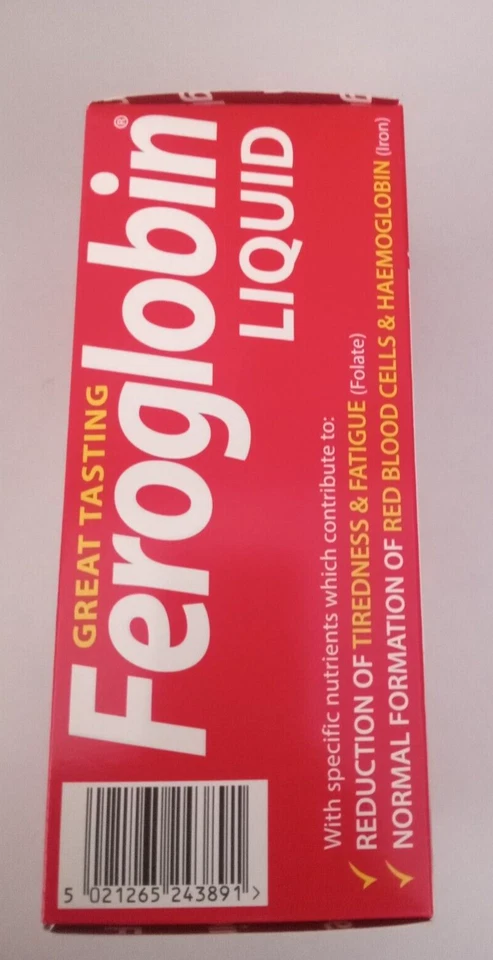 GREAT TASTING
Feroglobin®
LIQUID
With specific nutrients which contribute to:
REDUCTION OF TIREDNESS & FATIGUE (Folate)
NORMAL FORMATION OF RED BLOOD CELLS & HAEMOGLOBIN (Iron)
5 021265 243891 >